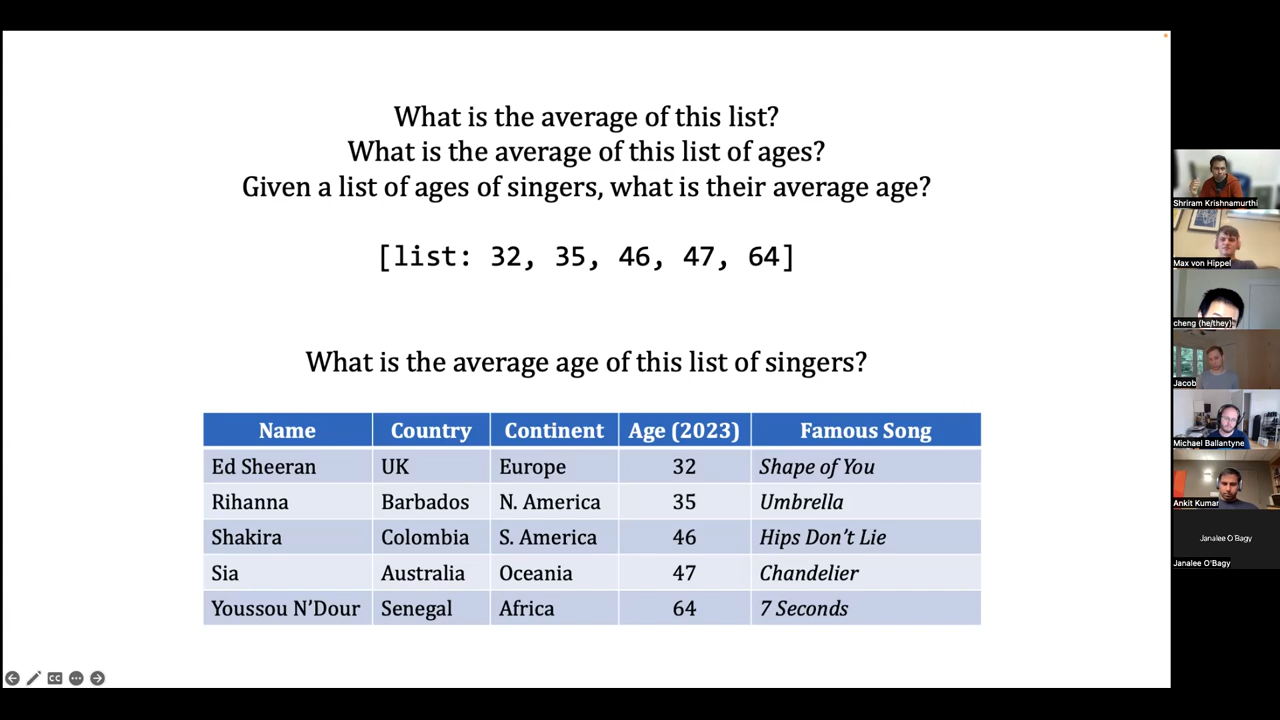 What is the average of this list?
What is the average of this list of ages?
Given a list of ages of singers, what is their average age?
[list: 32, 35, 46, 47, 64]
What is the average age of this list of singers?
Name Country Continent Age (2023) Famous Song
Ed Sheeran UK Europe 32 Shape of You
Rihanna Barbados N. America 35 Umbrella
Shakira Colombia S. America 46 Hips Don't Lie
Sia Australia Oceania 47 Chandelier
Youssou N'Dour Senegal Africa 64 7 Seconds
CC
Shriram Krishnamurthi
Max von Hippel
cheng (he/they)
Jacob
Michael Ballantyne
Ankit Kumar
Janalee O'Bagy
Janalee O'Bagy